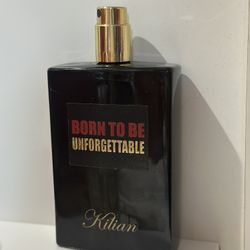 BORN TO BE
UNFORGETTABLE
Kilian